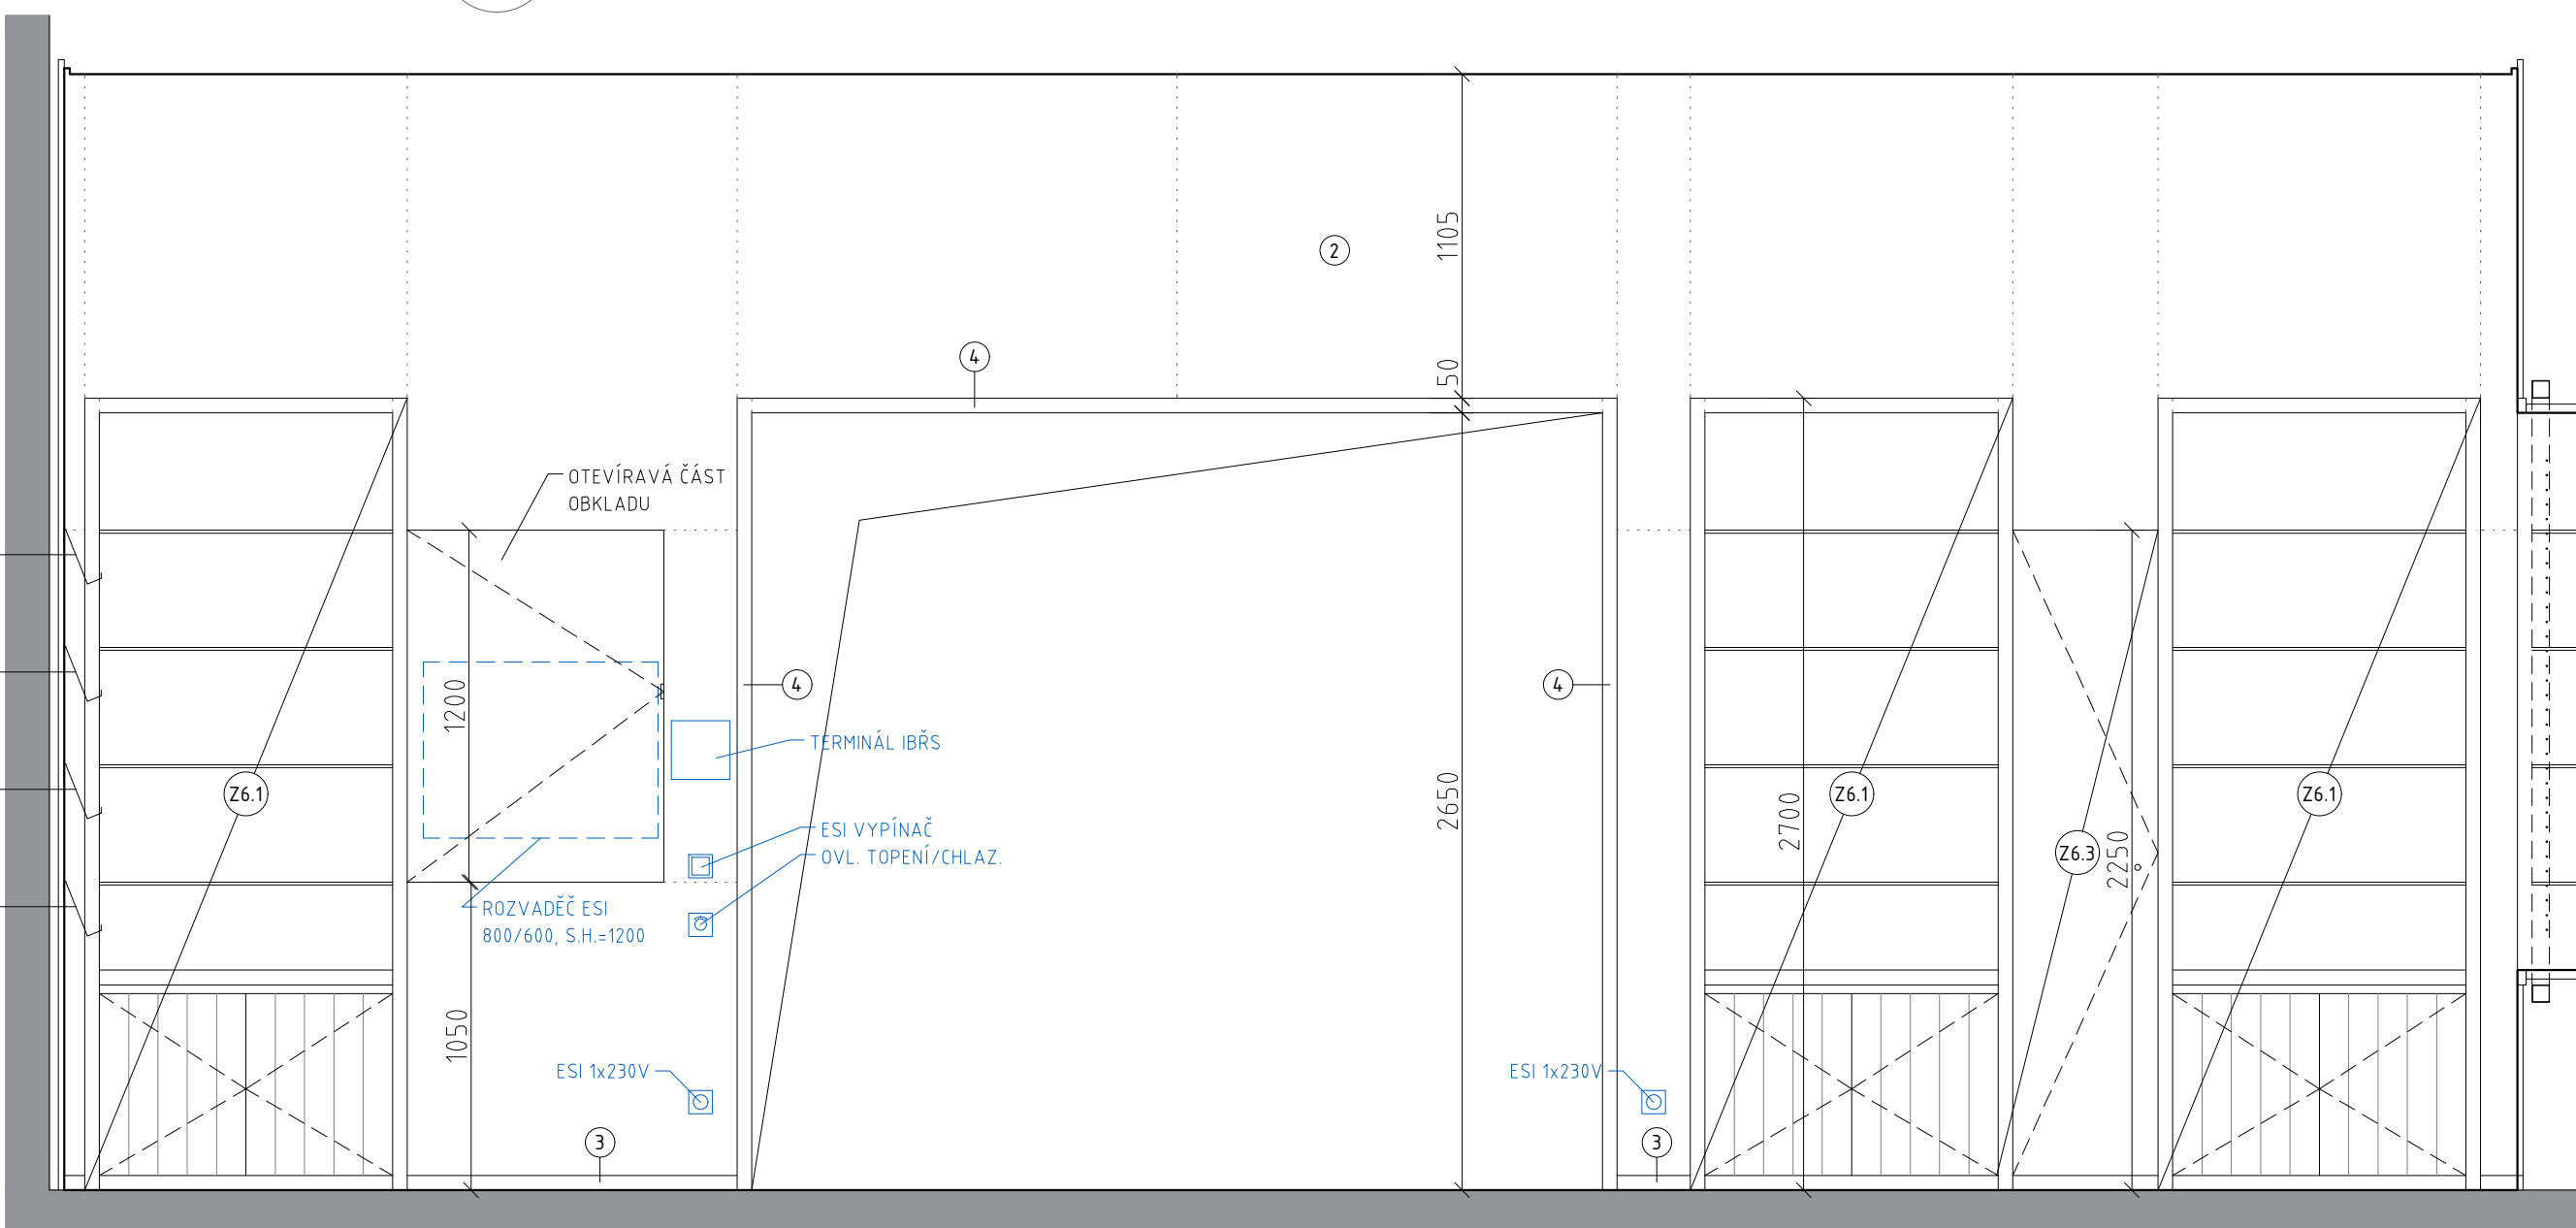 1105
2
50
4
OTEVÍRAVÁ ČÁST
OBKLADU
1200
4
4
TERMINÁL IBŘS
Z6.1
2650
2700
Z6.1
Z6.1
ESI VYPÍNAČ
OVL. TOPENÍ/CHLAZ.
Z6.3
2250
ROZVADĚČ ESI
800/600, S.H.=1200
1050
ESI 1x230V
ESI 1x230V
3
3